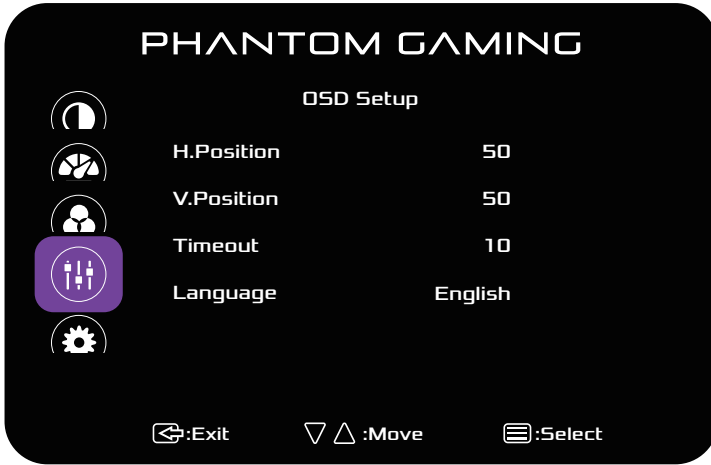 PHANTOM GAMING
OSD Setup
H.Position 50
V.Position 50
Timeout 10
Language English
:Exit :Move :Select